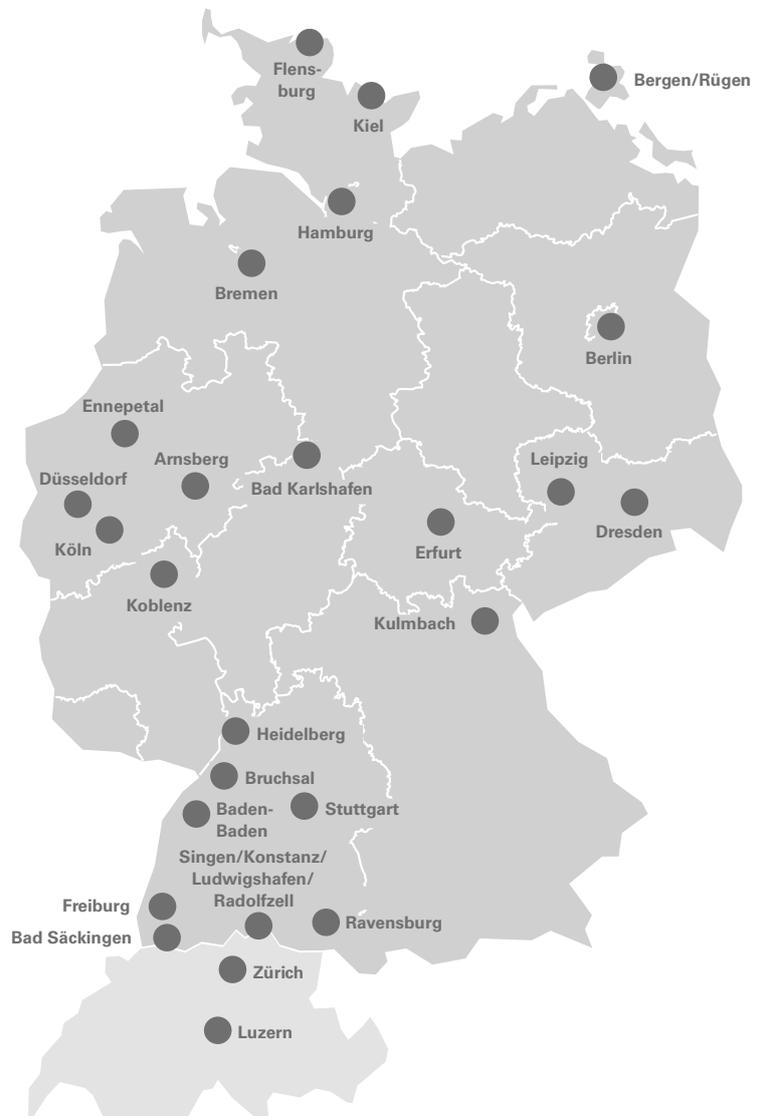 Flens-
burg
Bergen/Rügen
Kiel
Hamburg
Bremen
Berlin
Ennepetal
Arnsberg
Leipzig
Düsseldorf
Bad Karlshafen
Dresden
Köln
Erfurt
Koblenz
Kulmbach
Heidelberg
Bruchsal
Baden-
Baden
Stuttgart
Singen/Konstanz/
Ludwigshafen/
Radolfzell
Freiburg
Ravensburg
Bad Säckingen
Zürich
Luzern